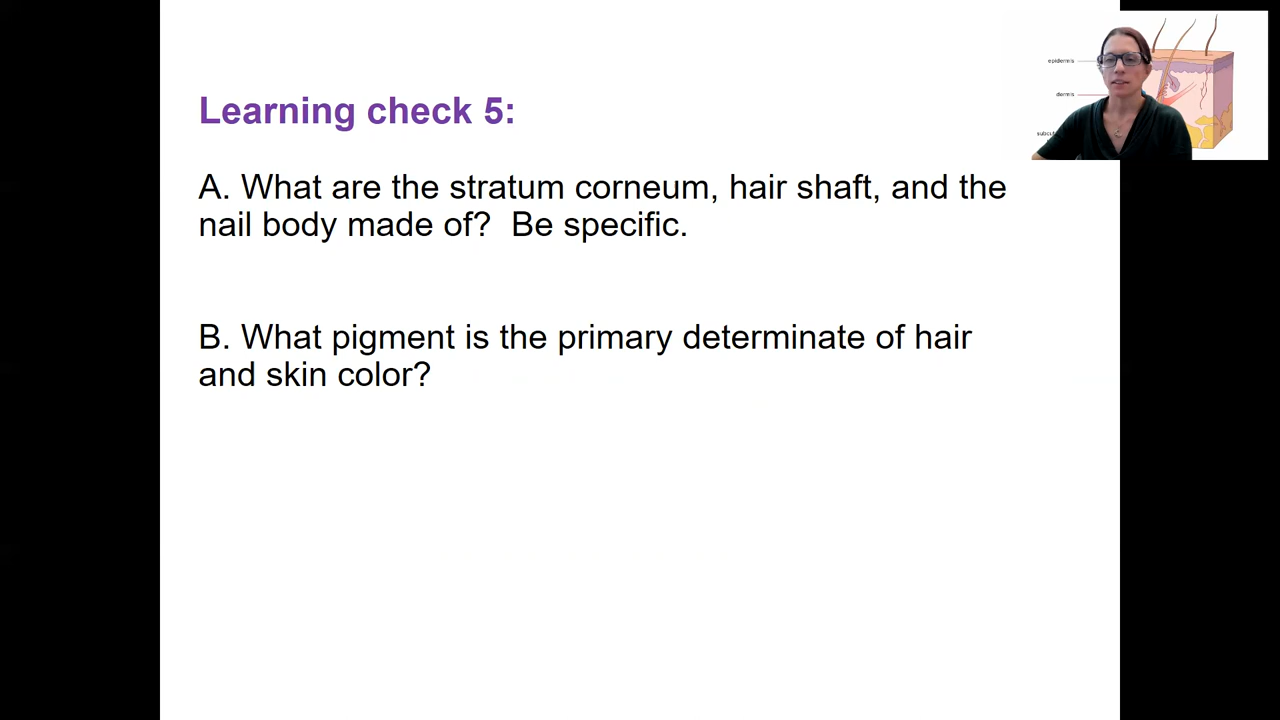 epidermis
dermis
subcut
Learning check 5:
A. What are the stratum corneum, hair shaft, and the
nail body made of?  Be specific.
B. What pigment is the primary determinate of hair
and skin color?